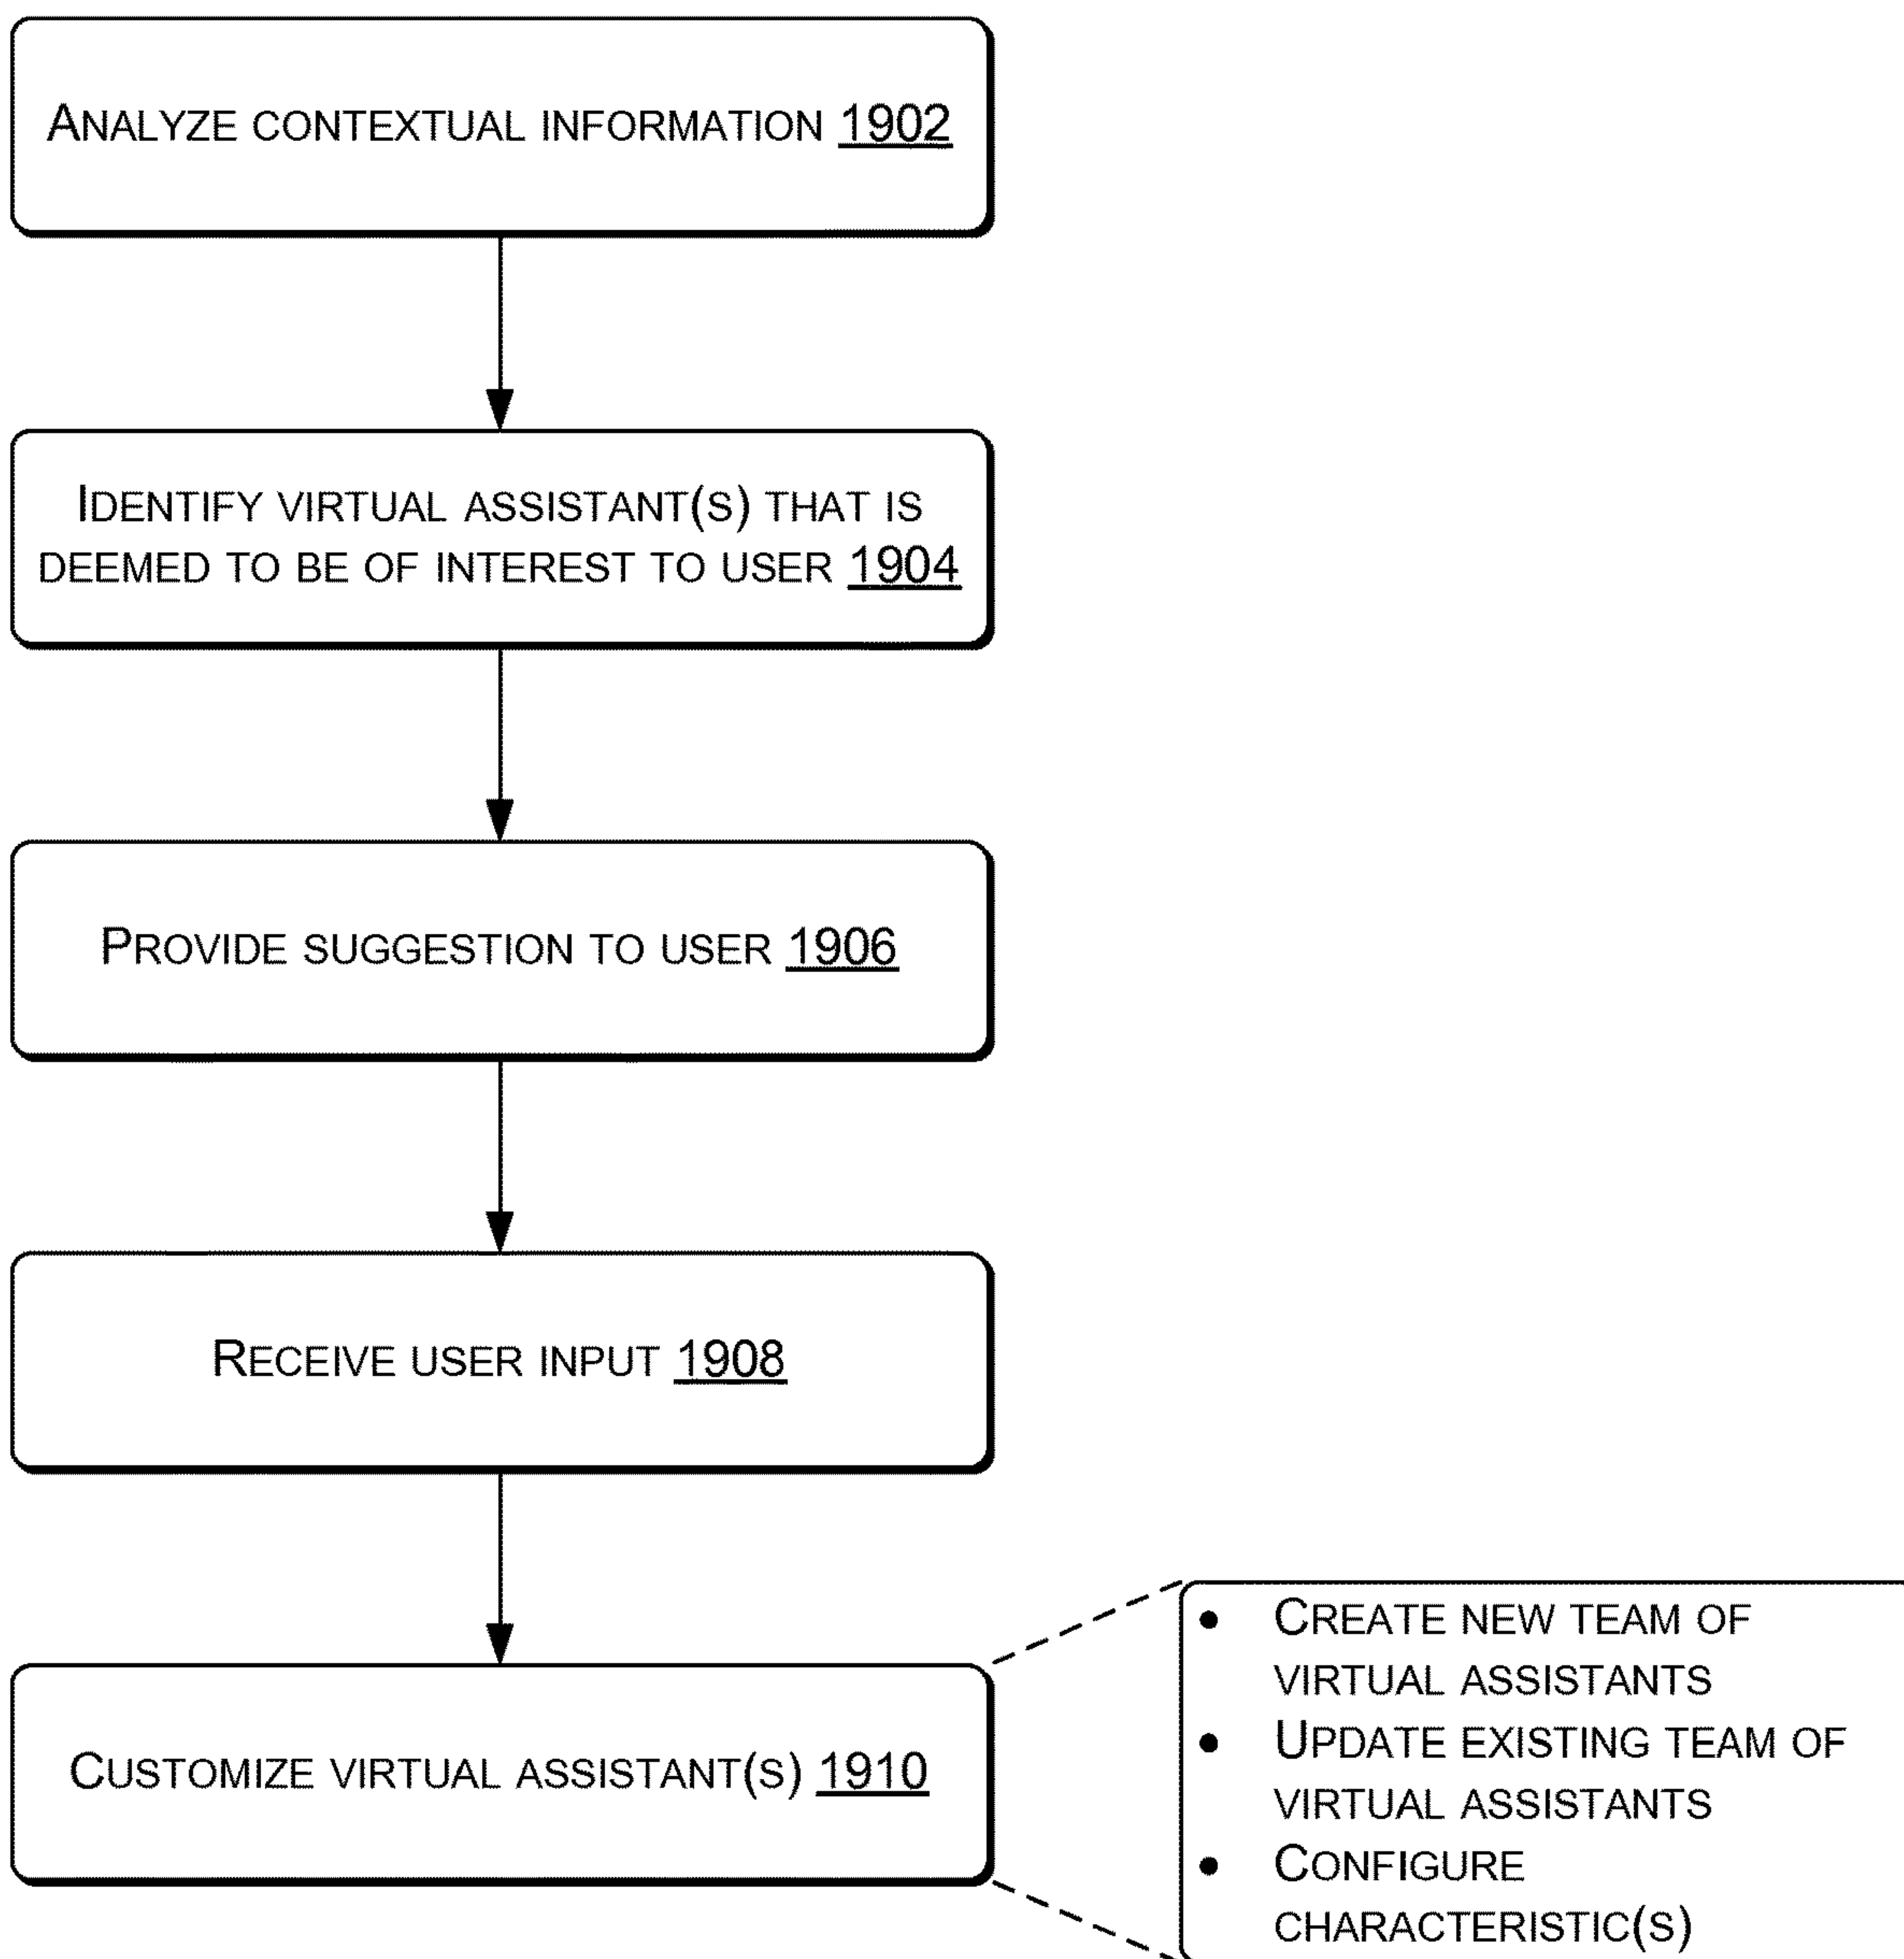 ANALYZE CONTEXTUAL INFORMATION 1902
IDENTIFY VIRTUAL ASSISTANT(S) THAT IS
DEEMED TO BE OF INTEREST TO USER 1904
PROVIDE SUGGESTION TO USER 1906
RECEIVE USER INPUT 1908
CUSTOMIZE VIRTUAL ASSISTANT(S) 1910
• CREATE NEW TEAM OF
VIRTUAL ASSISTANTS
• UPDATE EXISTING TEAM OF
VIRTUAL ASSISTANTS
• CONFIGURE
CHARACTERISTIC(S)